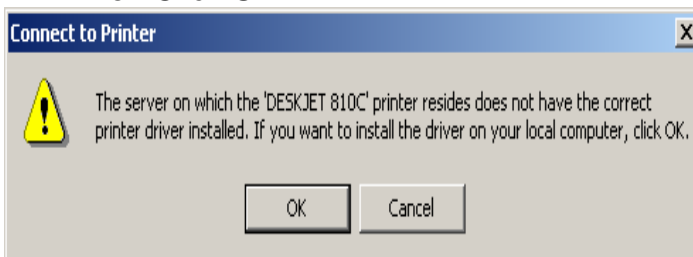 Connect to Printer
The server on which the 'DESKJET 810C' printer resides does not have the correct
printer driver installed. If you want to install the driver on your local computer, click OK.
OK
Cancel